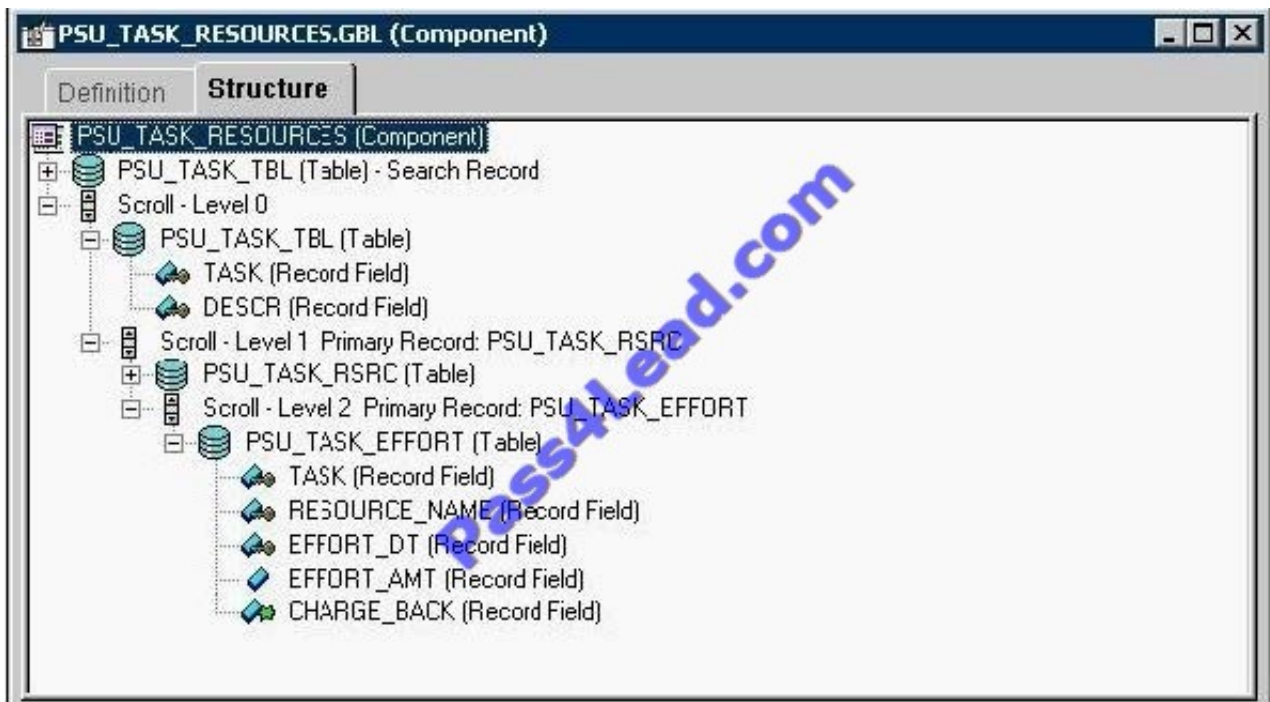 PSU_TASK_RESOURCES.GBL (Component)
Definition
Structure
PSU_TASK_RESOURCES (Component)
PSU_TASK_TBL (Table) - Search Record
Scroll - Level 0
PSU_TASK_TBL (Table)
TASK (Record Field)
DESCR (Record Field)
Scroll - Level 1 Primary Record: PSU_TASK_RSRC
PSU_TASK_RSRC (Table)
Scroll - Level 2 Primary Record: PSU_TASK_EFFORT
PSU_TASK_EFFORT (Table)
TASK (Record Field)
RESOURCE_NAME (Record Field)
EFFORT_DT (Record Field)
EFFORT_AMT (Record Field)
CHARGE_BACK (Record Field)
Pass4Lead.com